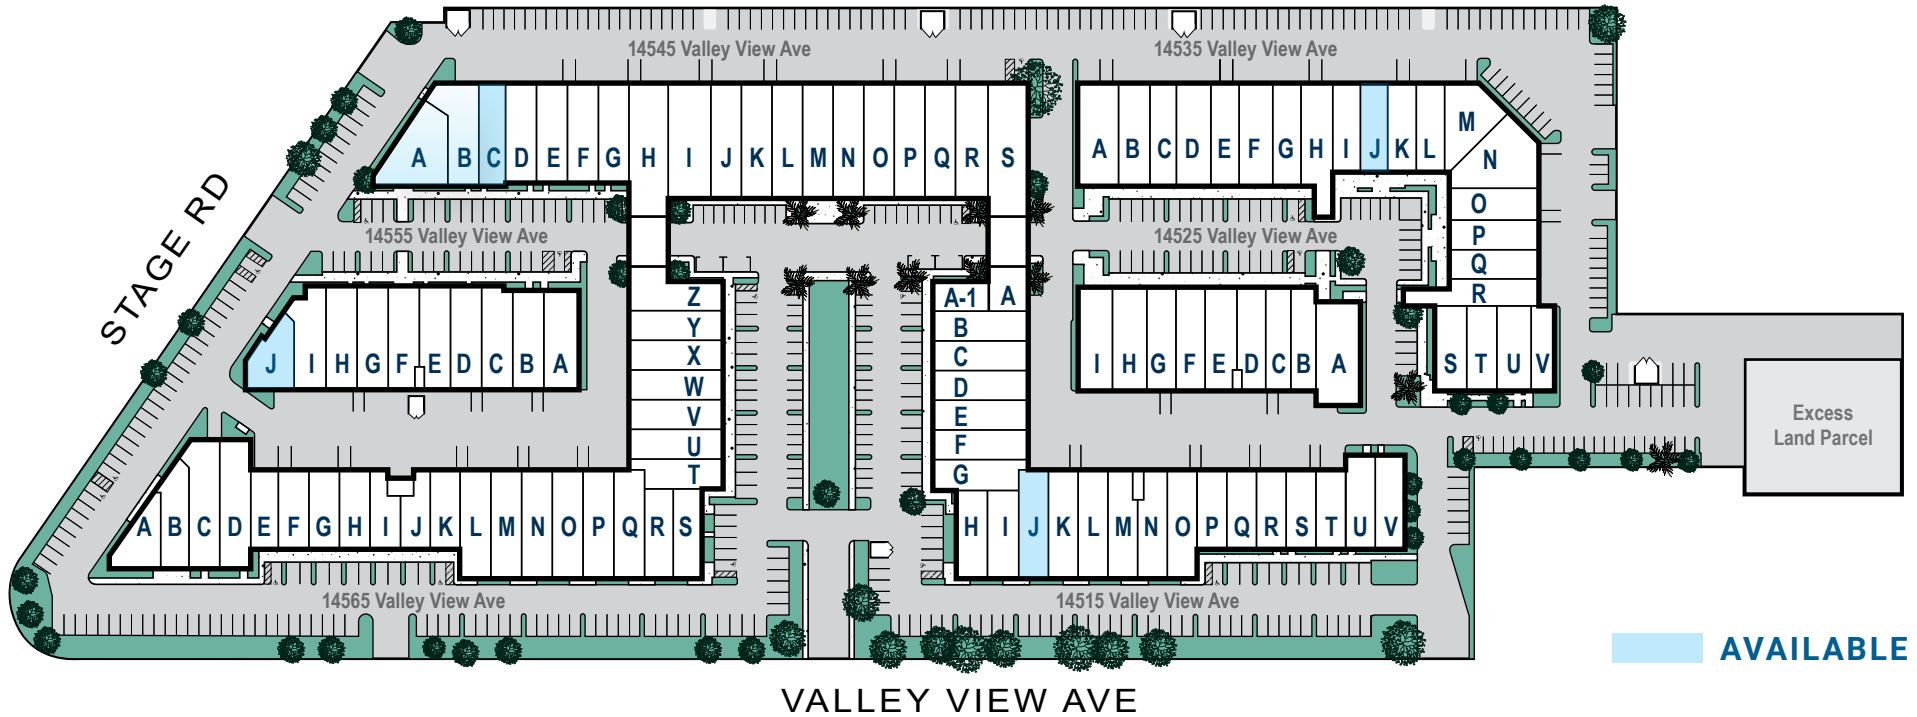 14545 Valley View Ave
14535 Valley View Ave
A B C D E F G H I J K L M N O P Q R S
A B C D E F G H I J K L M
N
O
P
Q
R
S T U V
STAGE RD
14555 Valley View Ave
14525 Valley View Ave
J I H G F E D C B A
Z
Y
X
W
V
U
T
A-1 A
B
C
D
E
F
G
I H G F E D C B A
Excess
Land Parcel
A B C D E F G H I J K L M N O P Q R S
H I J K L M N O P Q R S T U V
14565 Valley View Ave
14515 Valley View Ave
AVAILABLE
VALLEY VIEW AVE